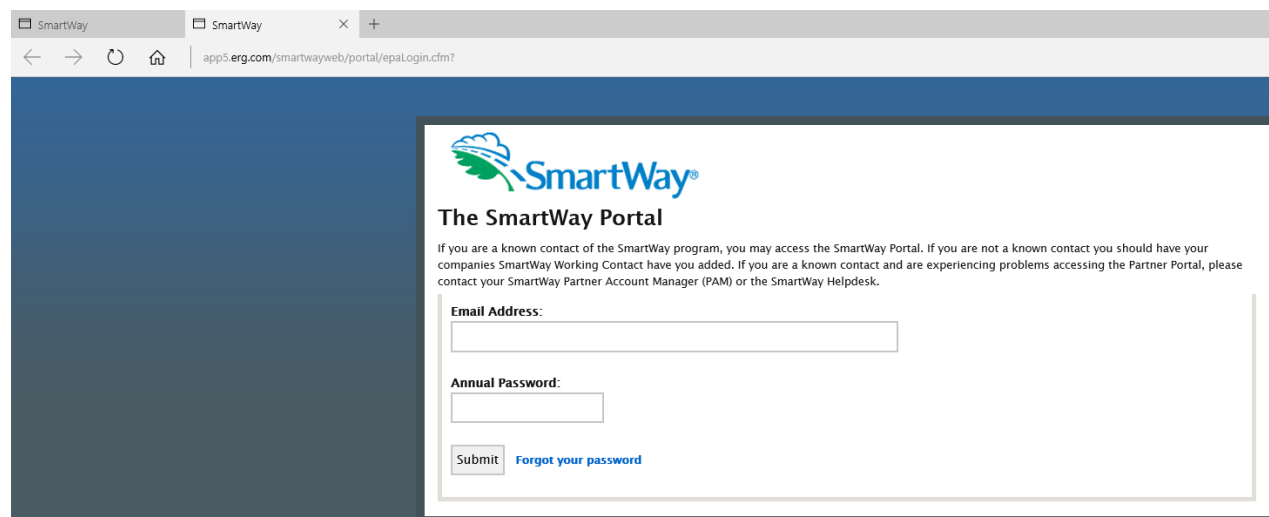 SmartWay
SmartWay
app5.erg.com/smartwayweb/portal/epaLogin.cfm?
SmartWay®
The SmartWay Portal
If you are a known contact of the SmartWay program, you may access the SmartWay Portal. If you are not a known contact you should have your
companies SmartWay Working Contact have you added. If you are a known contact and are experiencing problems accessing the Partner Portal, please
contact your SmartWay Partner Account Manager (PAM) or the SmartWay Helpdesk.
Email Address:
Annual Password:
Submit Forgot your password